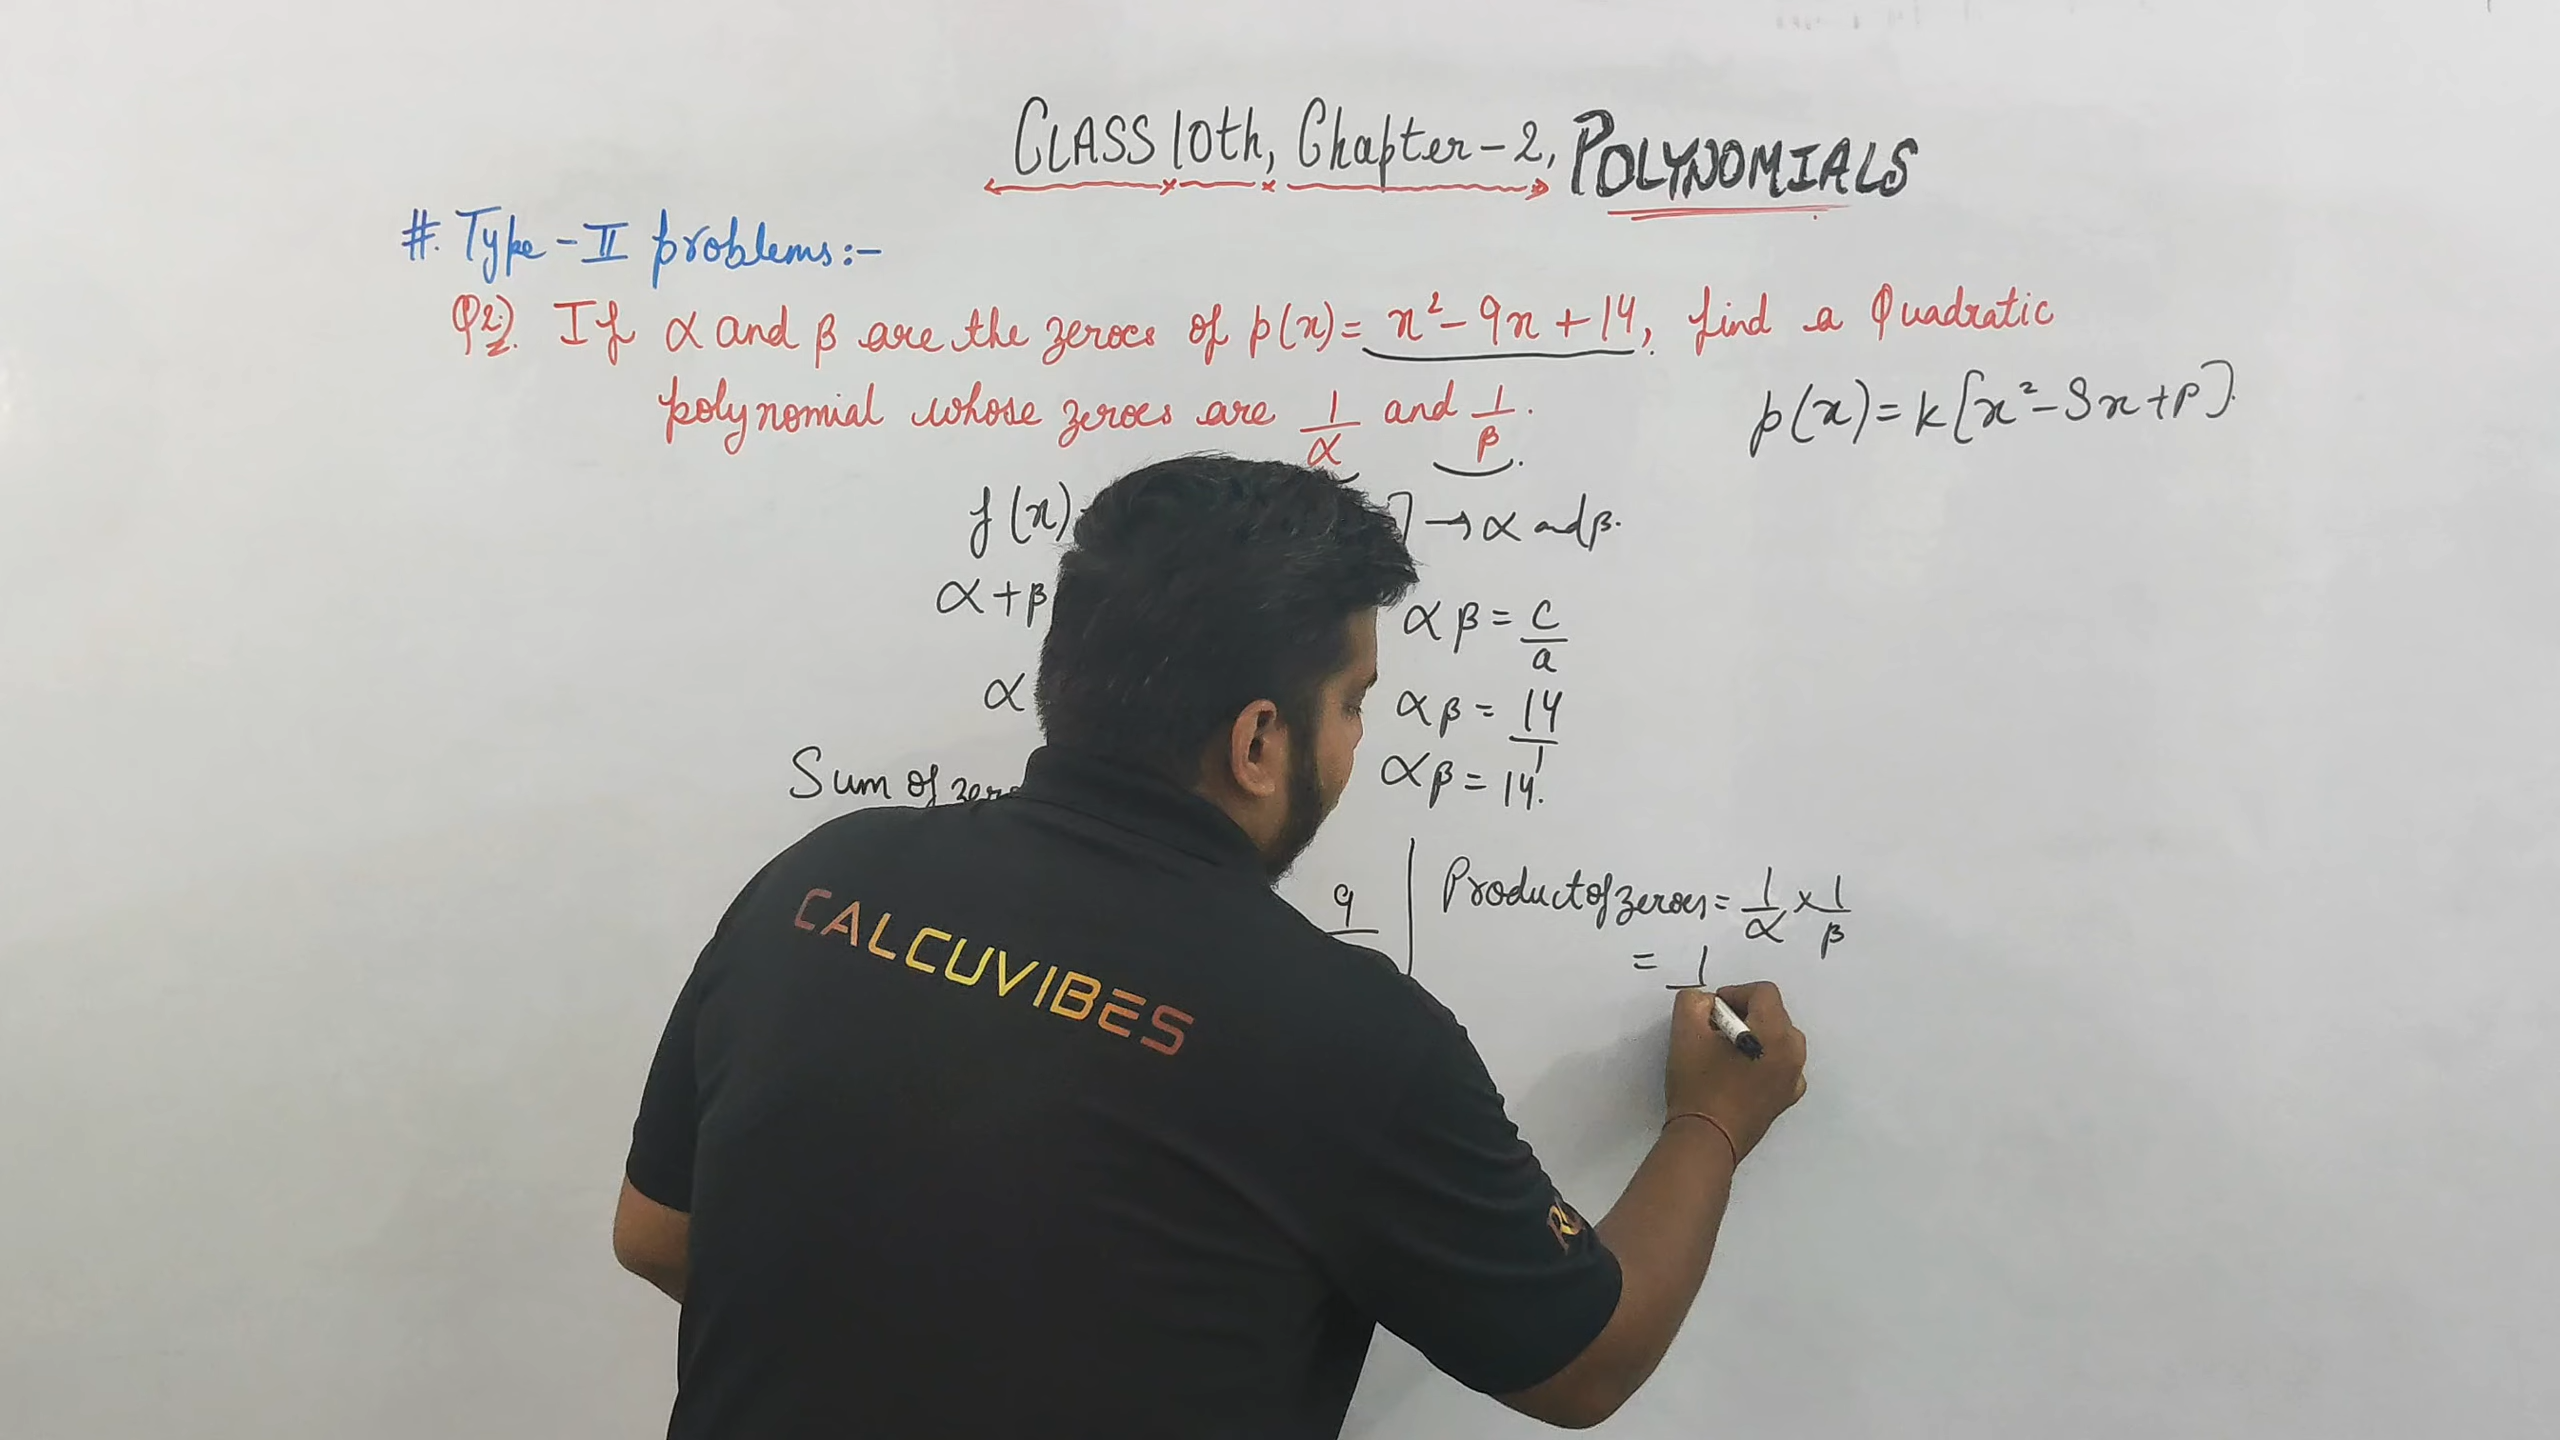 CLASS 10th, Chapter-2, POLYNOMIALS
#. Type-II problems:-
Q2). If α and β are the zeroes of p(x)= x²-9x+14, find a Quadratic
polynomial whose zeroes are 1/α and 1/β.
p(x)=k[x²-Sx+P].
f(x) ] → α and β.
α+β
αβ = c/a
α
αβ = 14/1
Sum of zero
αβ = 14.
9
Product of zeroes = 1/α × 1/β
= 1
CALCUVIBES